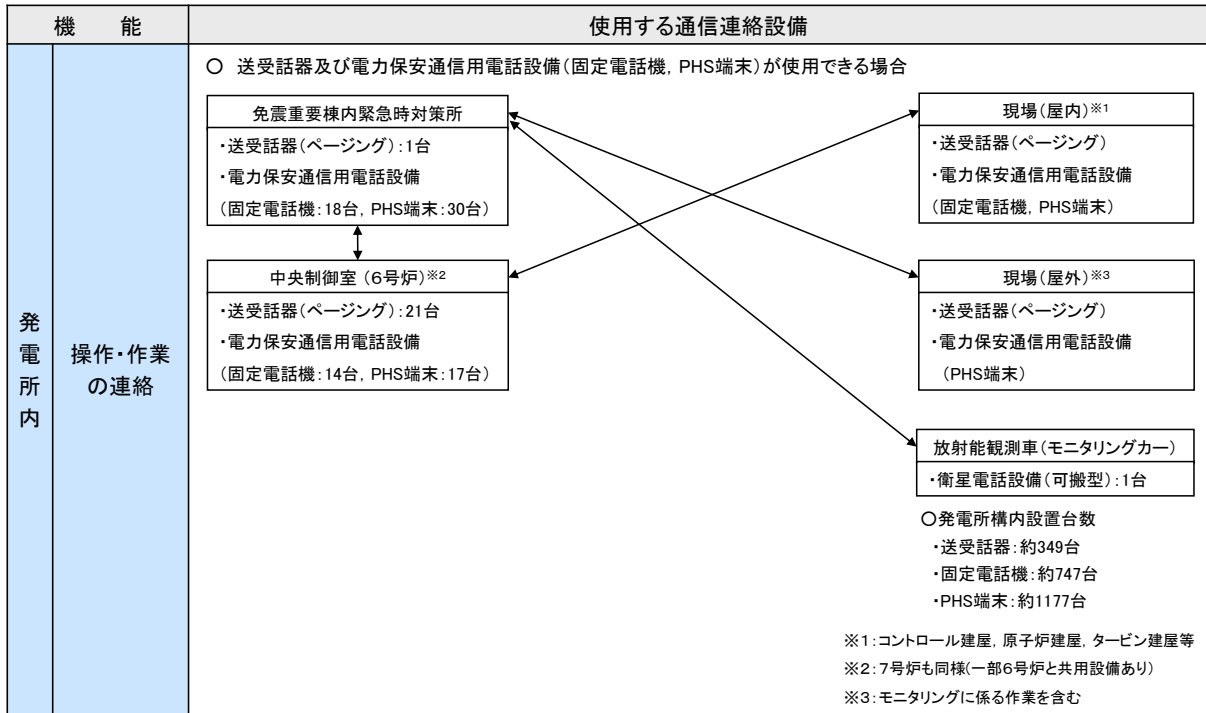 機　能
使用する通信連絡設備
発電所内
操作・作業
の連絡
○ 送受話器及び電力保安通信用電話設備(固定電話機, PHS端末)が使用できる場合
免震重要棟内緊急時対策所
・送受話器(ページング):1台
・電力保安通信用電話設備
(固定電話機:18台, PHS端末:30台)
中央制御室 (6号炉)※2
・送受話器(ページング):21台
・電力保安通信用電話設備
(固定電話機:14台, PHS端末:17台)
現場(屋内)※1
・送受話器(ページング)
・電力保安通信用電話設備
(固定電話機, PHS端末)
現場(屋外)※3
・送受話器(ページング)
・電力保安通信用電話設備
(PHS端末)
放射能観測車(モニタリングカー)
・衛星電話設備(可搬型):1台
○発電所構内設置台数
・送受話器:約349台
・固定電話機:約747台
・PHS端末:約1177台
※1:コントロール建屋, 原子炉建屋, タービン建屋等
※2:7号炉も同様(一部6号炉と共用設備あり)
※3:モニタリングに係る作業を含む